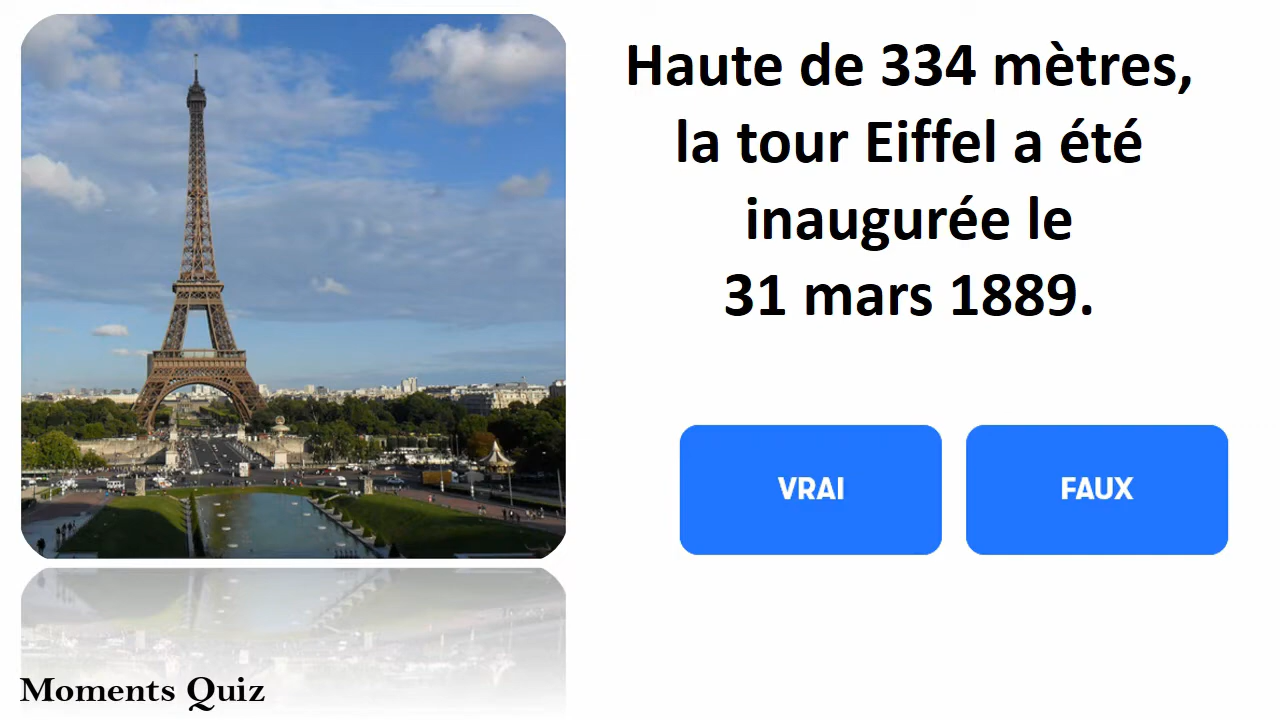 Haute de 334 mètres,
la tour Eiffel a été
inaugurée le
31 mars 1889.
VRAI
FAUX
Moments Quiz